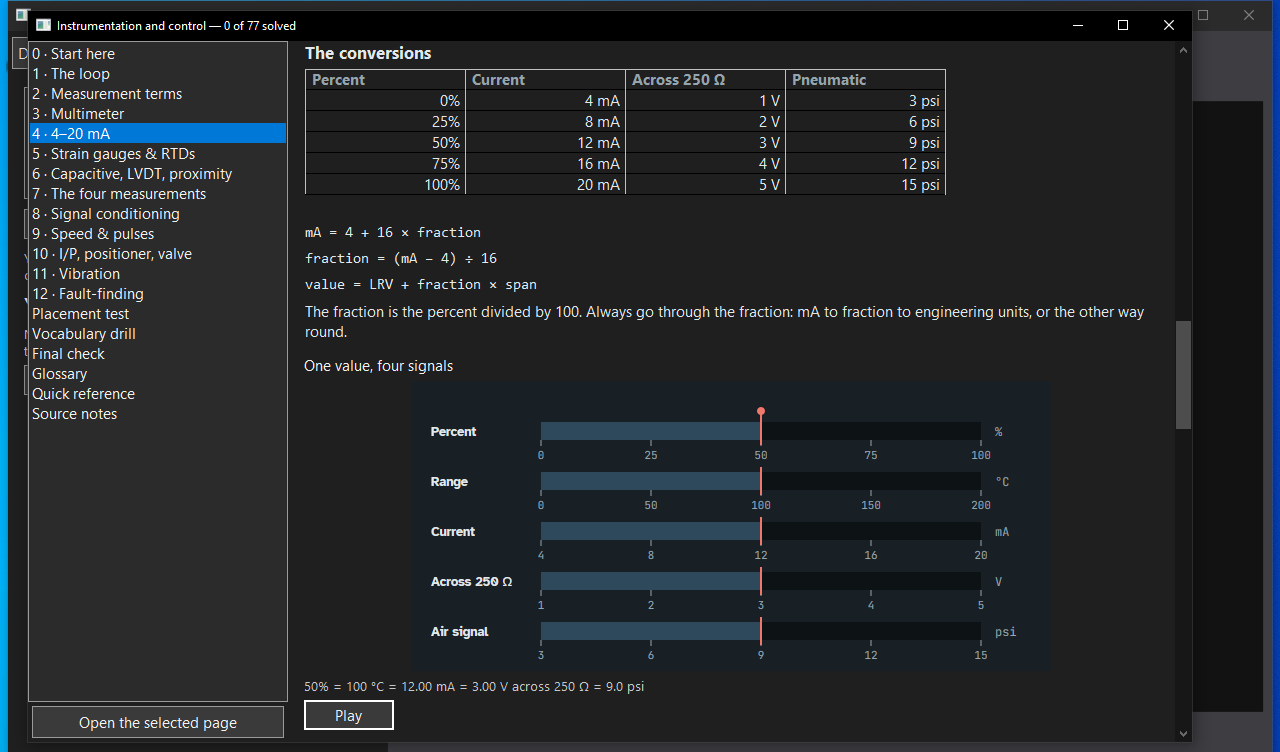 Instrumentation and control — 0 of 77 solved
0 · Start here
1 · The loop
2 · Measurement terms
3 · Multimeter
4 · 4–20 mA
5 · Strain gauges & RTDs
6 · Capacitive, LVDT, proximity
7 · The four measurements
8 · Signal conditioning
9 · Speed & pulses
10 · I/P, positioner, valve
11 · Vibration
12 · Fault-finding
Placement test
Vocabulary drill
Final check
Glossary
Quick reference
Source notes
Open the selected page
The conversions
Percent Current Across 250 Ω Pneumatic
0% 4 mA 1 V 3 psi
25% 8 mA 2 V 6 psi
50% 12 mA 3 V 9 psi
75% 16 mA 4 V 12 psi
100% 20 mA 5 V 15 psi
mA = 4 + 16 × fraction
fraction = (mA − 4) ÷ 16
value = LRV + fraction × span
The fraction is the percent divided by 100. Always go through the fraction: mA to fraction to engineering units, or the other way
round.
One value, four signals
Percent %
0 25 50 75 100
Range °C
0 50 100 150 200
Current mA
4 8 12 16 20
Across 250 Ω V
1 2 3 4 5
Air signal psi
3 6 9 12 15
50% = 100 °C = 12.00 mA = 3.00 V across 250 Ω = 9.0 psi
Play